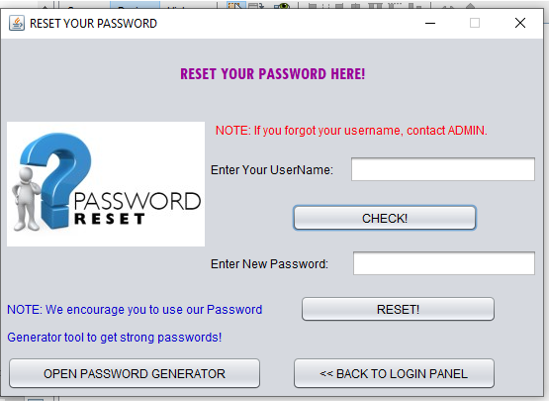 RESET YOUR PASSWORD
RESET YOUR PASSWORD HERE!
NOTE: If you forgot your username, contact ADMIN.
PASSWORD
RESET
Enter Your UserName:
CHECK!
Enter New Password:
NOTE: We encourage you to use our Password
Generator tool to get strong passwords!
RESET!
OPEN PASSWORD GENERATOR
<< BACK TO LOGIN PANEL